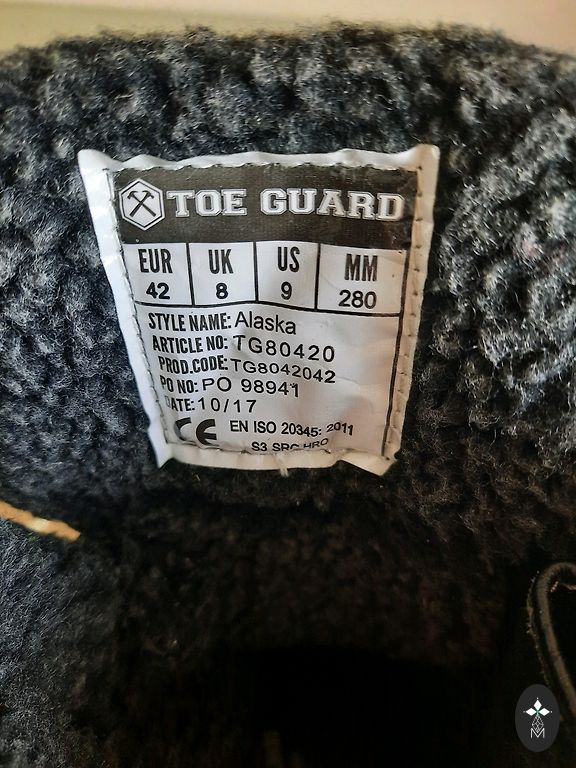 TOE GUARD
EUR UK US MM
42 8 9 280
STYLE NAME: Alaska
ARTICLE NO: TG80420
PROD.CODE: TG8042042
PO NO: PO 98941
DATE: 10/17
CE EN ISO 20345: 2011
S3 SRC HRO
M